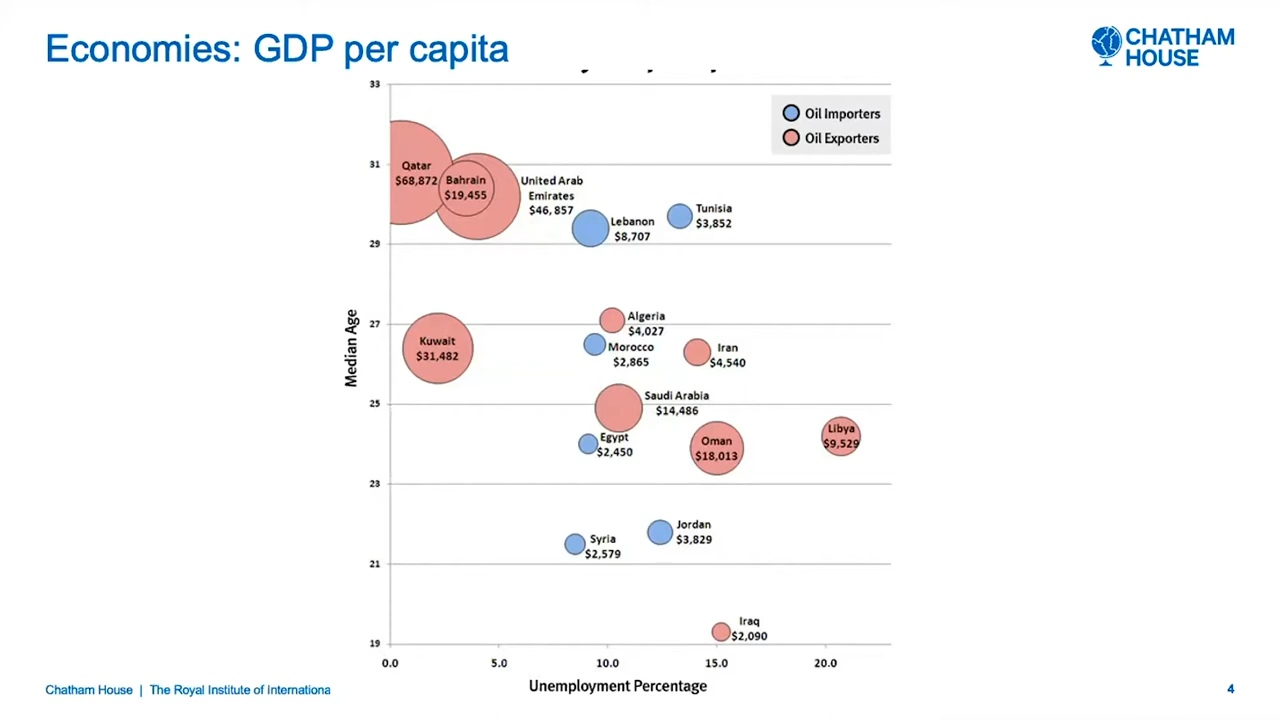 Economies: GDP per capita
CHATHAM
HOUSE
33
31
29
27
25
23
21
19
Median Age
Oil Importers
Oil Exporters
Qatar
$68,872
Bahrain
$19,455
United Arab
Emirates
$46,857
Lebanon
$8,707
Tunisia
$3,852
Kuwait
$31,482
Algeria
$4,027
Morocco
$2,865
Iran
$4,540
Saudi Arabia
$14,486
Egypt
$2,450
Oman
$18,013
Libya
$9,529
Syria
$2,579
Jordan
$3,829
Iraq
$2,090
0.0 5.0 10.0 15.0 20.0
Unemployment Percentage
Chatham House | The Royal Institute of Internationa
4